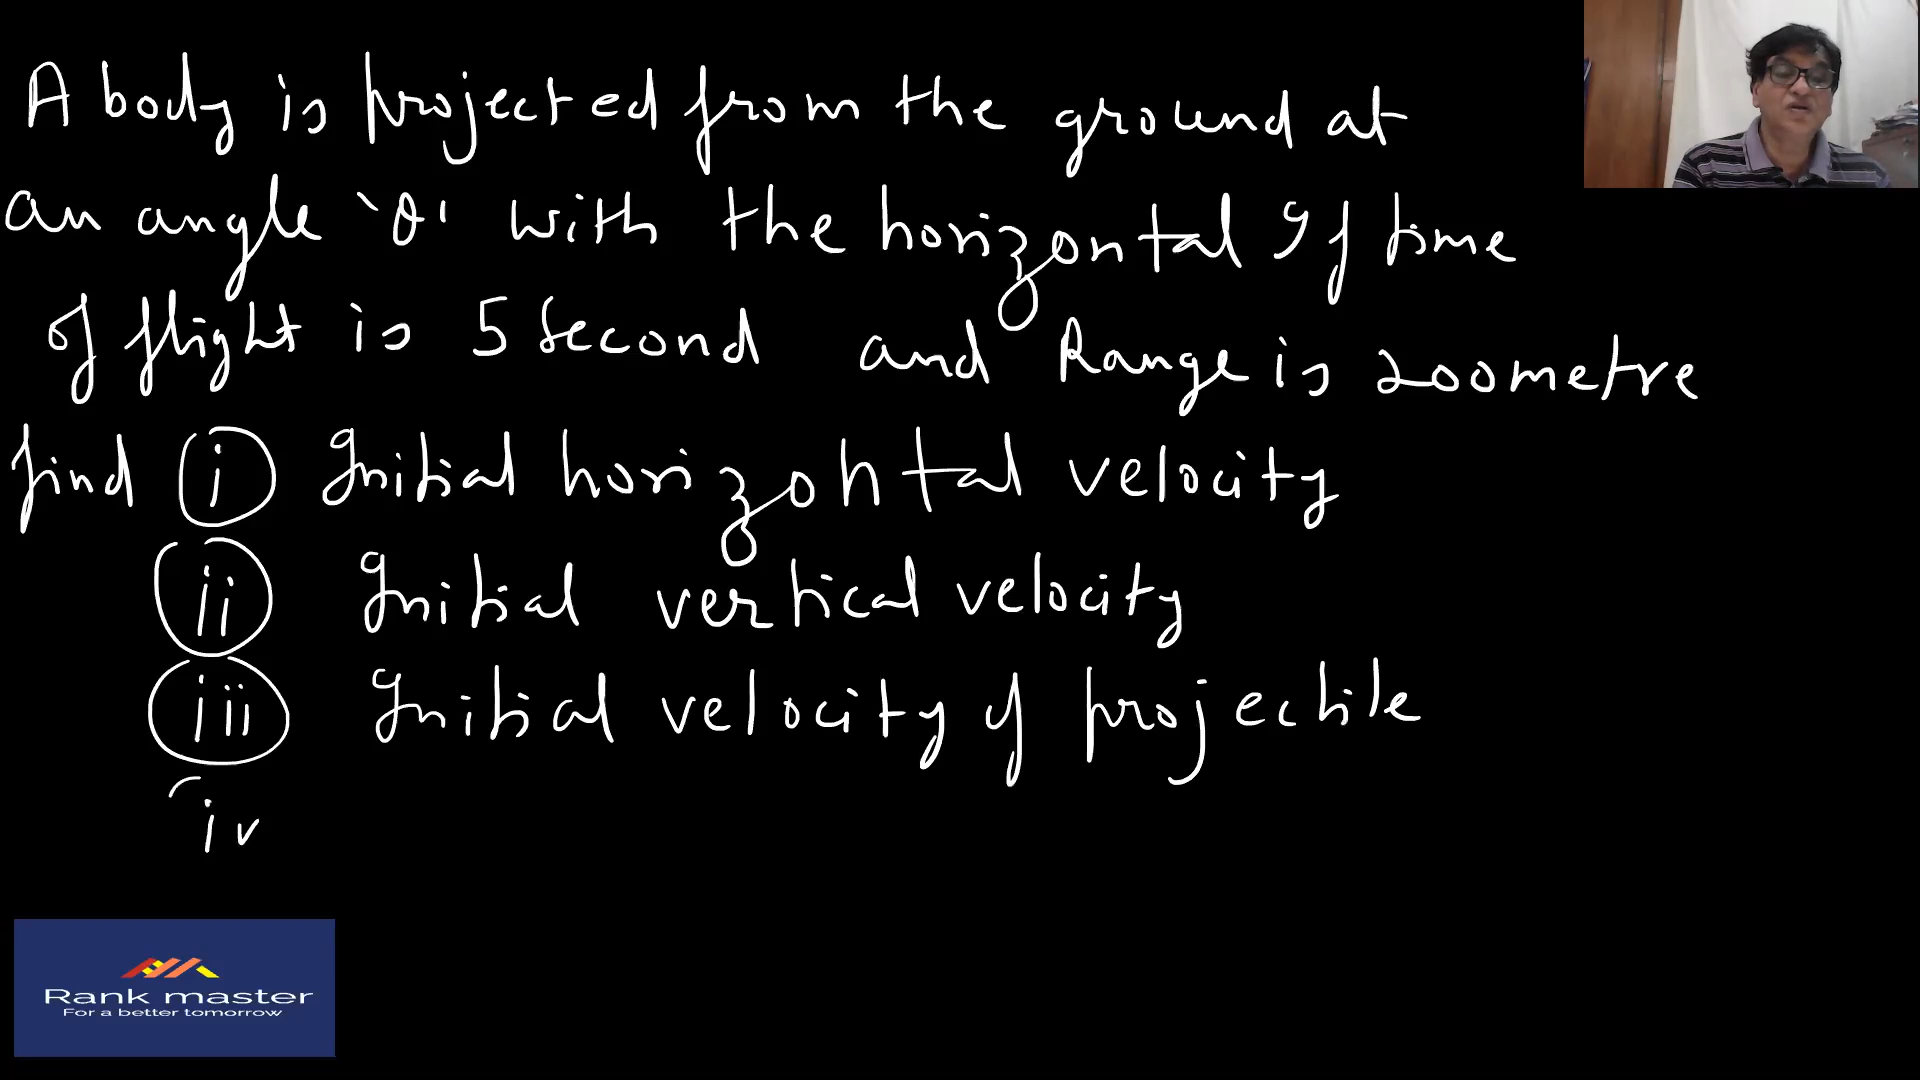 A body is projected from the ground at
an angle 'θ' with the horizontal If time
of flight is 5 Second and Range is 200 metre
find (i) Initial horizontal velocity
(ii) Initial vertical velocity
(iii) Initial velocity of projectile
iv
Rank master
For a better tomorrow